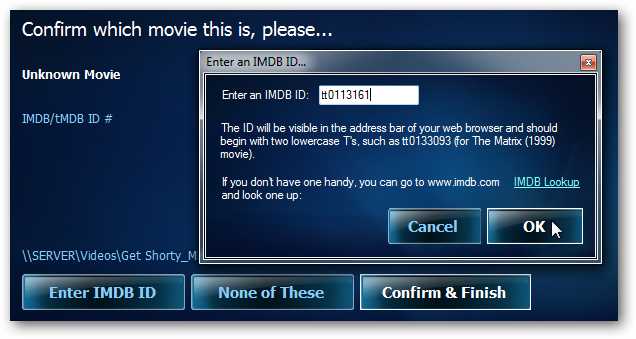 Confirm which movie this is, please...
Enter an IMDB ID...
Unknown Movie
Enter an IMDB ID: tt0113161
IMDB/tMDB ID #
The ID will be visible in the address bar of your web browser and should
begin with two lowercase T's, such as tt0133093 (for The Matrix (1999)
movie).
If you don't have one handy, you can go to www.imdb.com IMDB Lookup
and look one up:
Cancel OK
\\SERVER\Videos\Get Shorty_M
Enter IMDB ID None of These Confirm & Finish